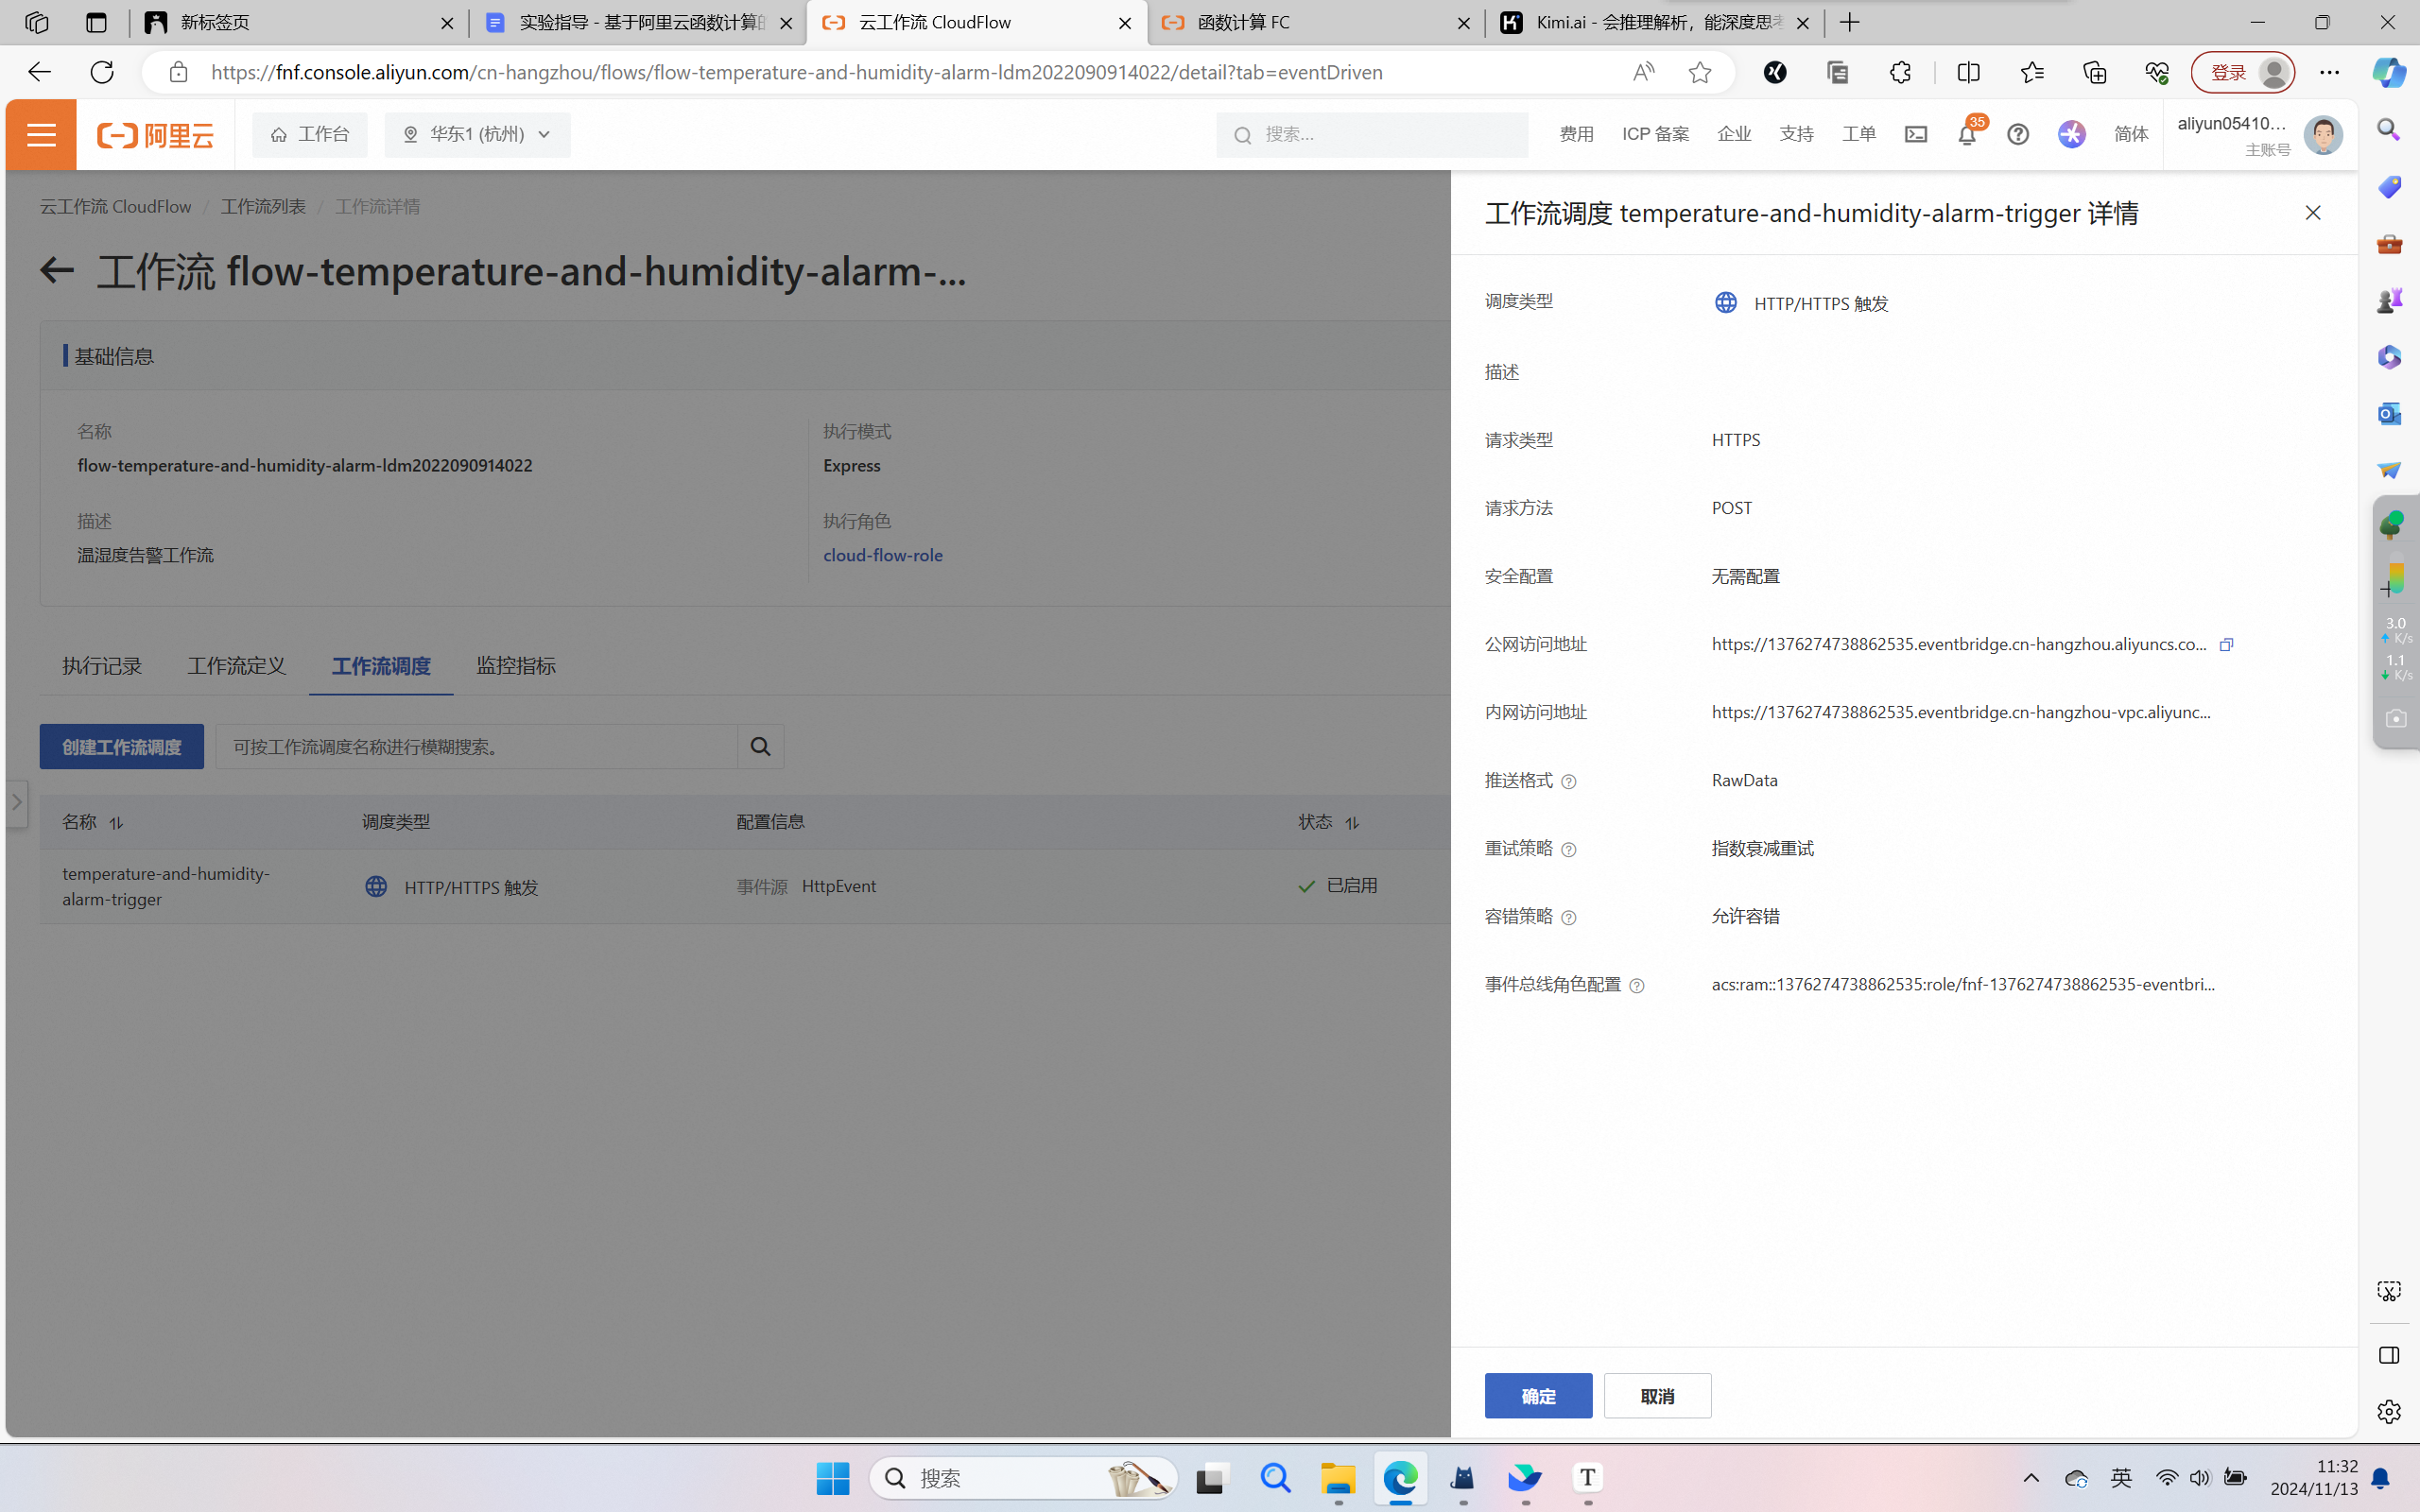 新标签页
实验指导 - 基于阿里云函数计算的
云工作流 CloudFlow
函数计算 FC
Kimi.ai - 会推理解析，能深度思考
https://fnf.console.aliyun.com/cn-hangzhou/flows/flow-temperature-and-humidity-alarm-ldm2022090914022/detail?tab=eventDriven
登录
阿里云
工作台
华东1 (杭州)
搜索...
费用
ICP 备案
企业
支持
工单
35
简体
aliyun05410...
主账号
云工作流 CloudFlow / 工作流列表 / 工作流详情
工作流 flow-temperature-and-humidity-alarm-...
基础信息
名称
flow-temperature-and-humidity-alarm-ldm2022090914022
执行模式
Express
描述
温湿度告警工作流
执行角色
cloud-flow-role
执行记录
工作流定义
工作流调度
监控指标
创建工作流调度
可按工作流调度名称进行模糊搜索。
名称
调度类型
配置信息
状态
temperature-and-humidity-
alarm-trigger
HTTP/HTTPS 触发
事件源 HttpEvent
已启用
工作流调度 temperature-and-humidity-alarm-trigger 详情
调度类型
HTTP/HTTPS 触发
描述
请求类型
HTTPS
请求方法
POST
安全配置
无需配置
公网访问地址
https://1376274738862535.eventbridge.cn-hangzhou.aliyuncs.co...
内网访问地址
https://1376274738862535.eventbridge.cn-hangzhou-vpc.aliyunc...
推送格式
RawData
重试策略
指数衰减重试
容错策略
允许容错
事件总线角色配置
acs:ram::1376274738862535:role/fnf-1376274738862535-eventbri...
确定
取消
3.0
K/s
1.1
K/s
搜索
英
11:32
2024/11/13